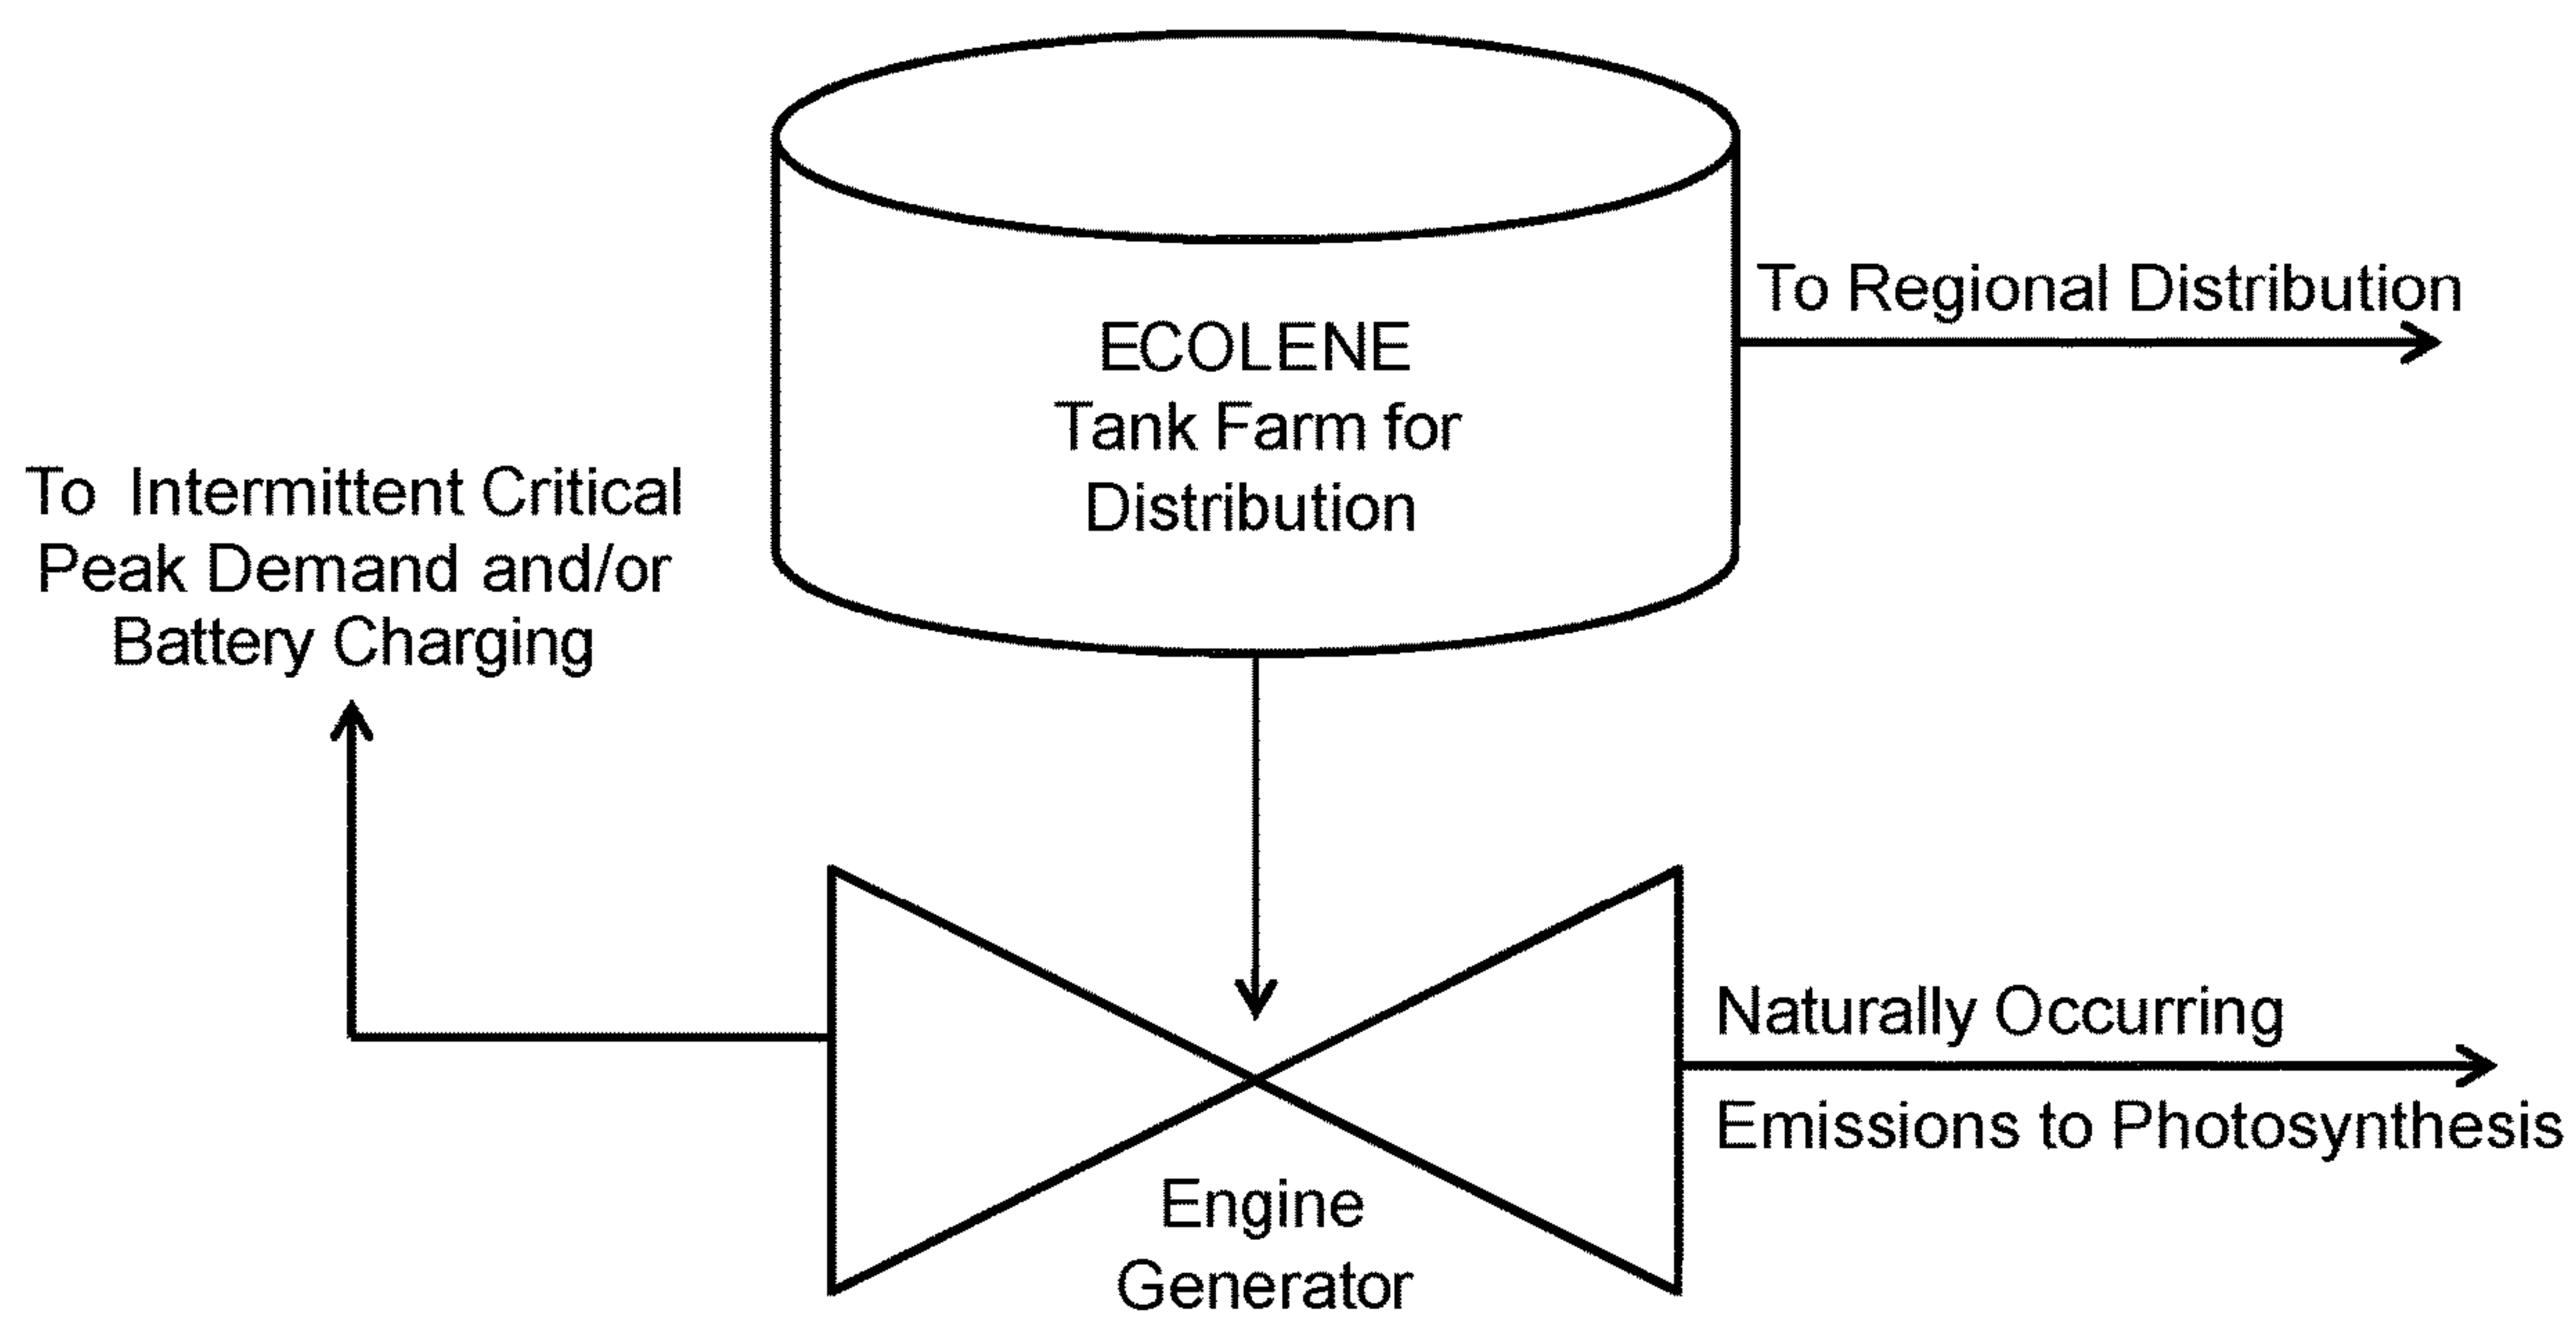 To Regional Distribution
ECOLENE
Tank Farm for
Distribution
To Intermittent Critical
Peak Demand and/or
Battery Charging
Naturally Occurring
Emissions to Photosynthesis
Engine
Generator